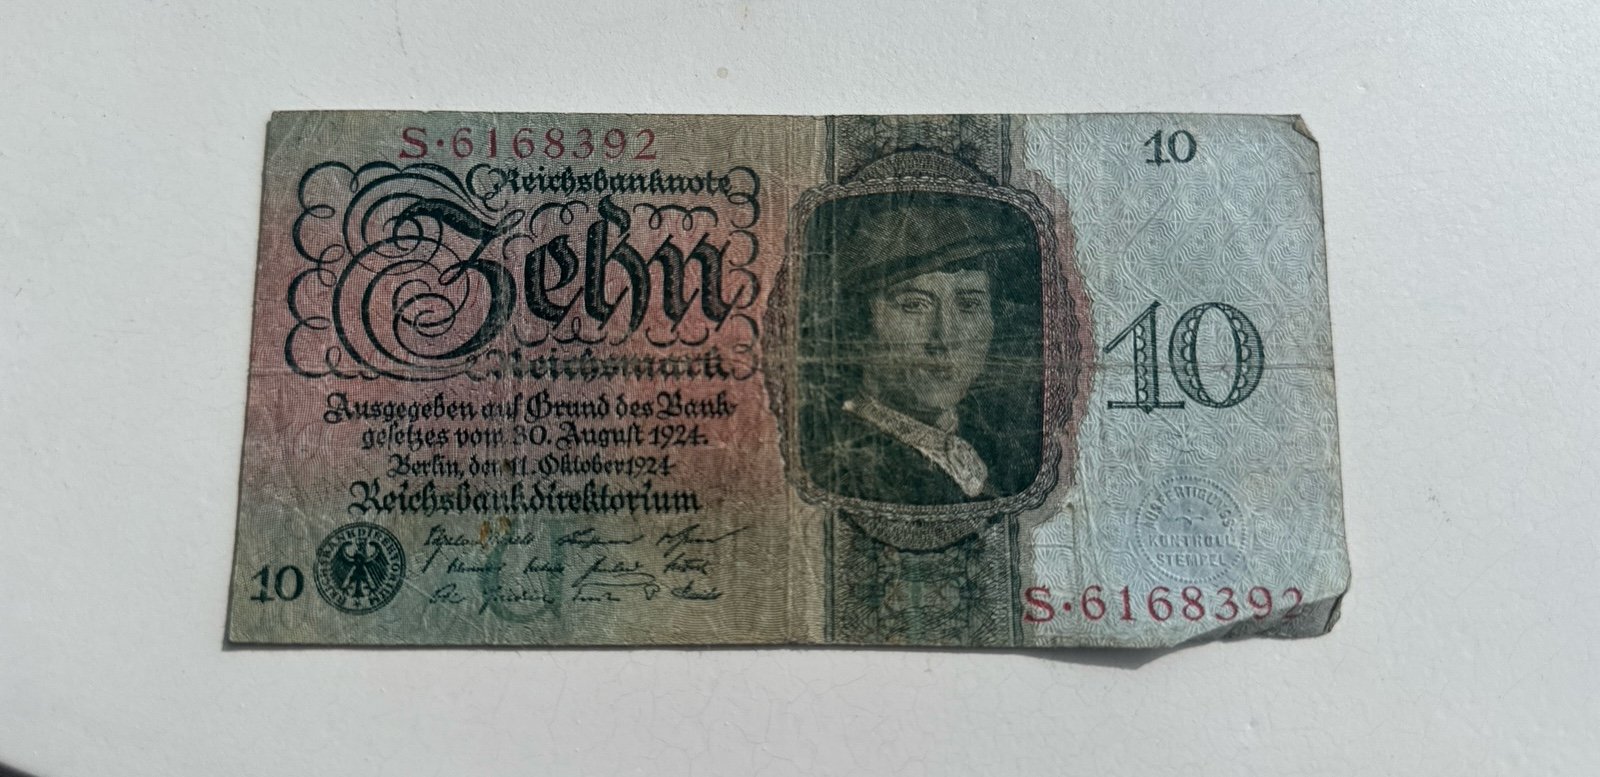 S·6168392
Reichsbanknote
Zehn
Reichsmark
Ausgegeben auf Grund des Bank-
gesetzes vom 30. August 1924.
Berlin, den 11. Oktober 1924
Reichsbankdirektorium
10
REICHSBANKDIREKTORIUM
10
10
AUSFERTIGUNGS-
KONTROLL
STEMPEL
S·6168392